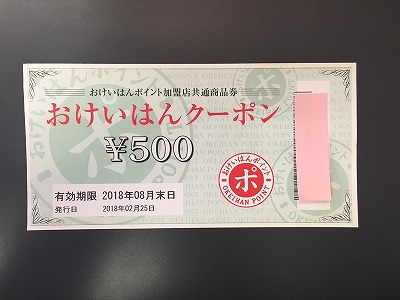 おけいはんポイント加盟店共通商品券
おけいはんクーポン
¥500
有効期限 2018年08月末日
発行日 2018年02月25日
おけいはんポイント
ポ
OKEIHAN POINT